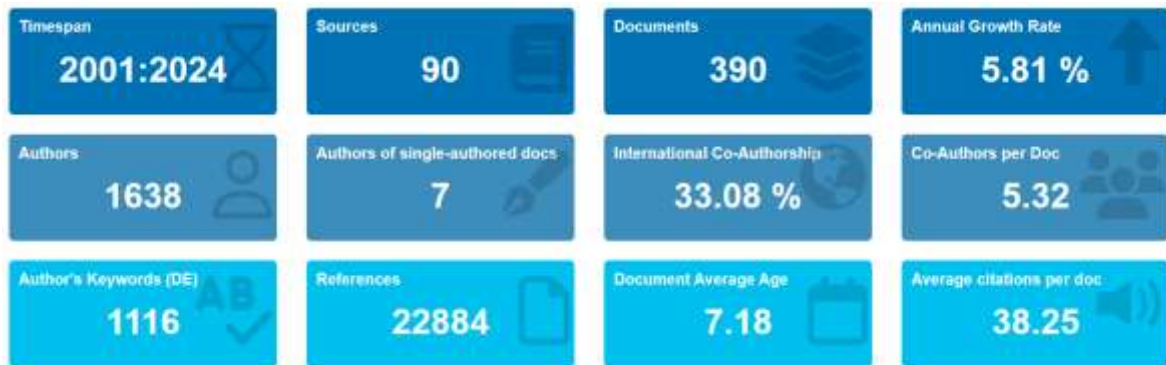 Timespan
2001:2024
Sources
90
Documents
390
Annual Growth Rate
5.81 %
Authors
1638
Authors of single-authored docs
7
International Co-Authorship
33.08 %
Co-Authors per Doc
5.32
Author's Keywords (DE)
AB
1116
References
22884
Document Average Age
7.18
Average citations per doc
38.25